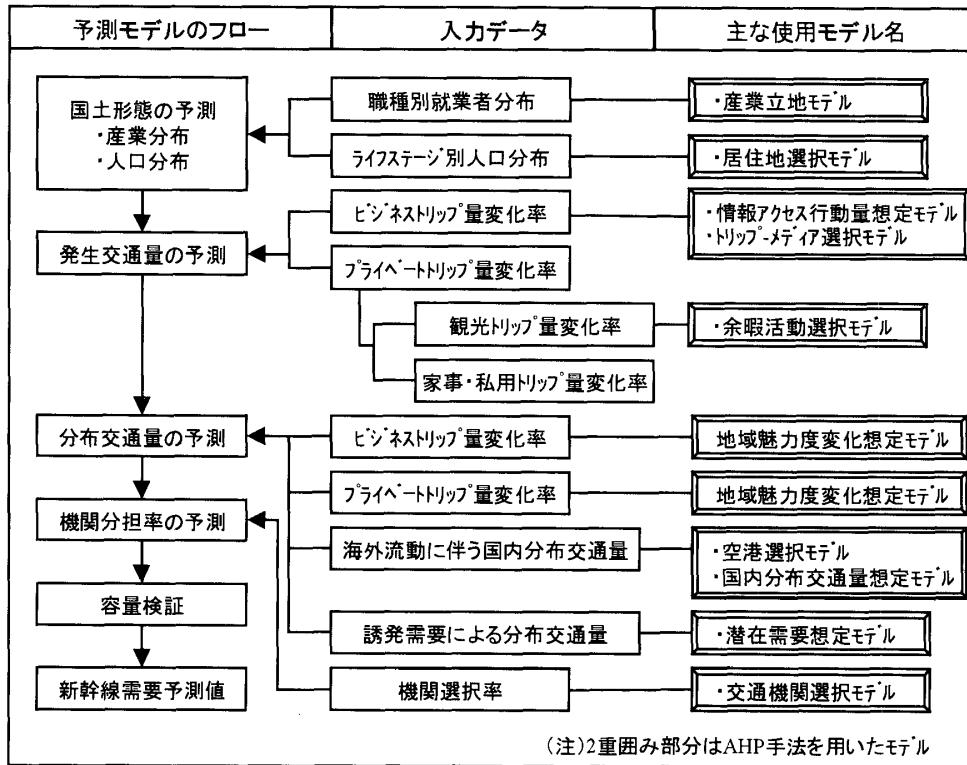 予測モデルのフロー
入力データ
主な使用モデル名
国土形態の予測
・産業分布
・人口分布
職種別就業者分布
・産業立地モデル
ライフステージ別人口分布
・居住地選択モデル
発生交通量の予測
ビジネストリップ量変化率
・情報アクセス行動量想定モデル
・トリップ-メディア選択モデル
プライベートトリップ量変化率
観光トリップ量変化率
・余暇活動選択モデル
家事・私用トリップ量変化率
分布交通量の予測
ビジネストリップ量変化率
地域魅力度変化想定モデル
プライベートトリップ量変化率
地域魅力度変化想定モデル
機関分担率の予測
海外流動に伴う国内分布交通量
・空港選択モデル
・国内分布交通量想定モデル
容量検証
誘発需要による分布交通量
・潜在需要想定モデル
新幹線需要予測値
機関選択率
・交通機関選択モデル
(注)2重囲み部分はAHP手法を用いたモデル